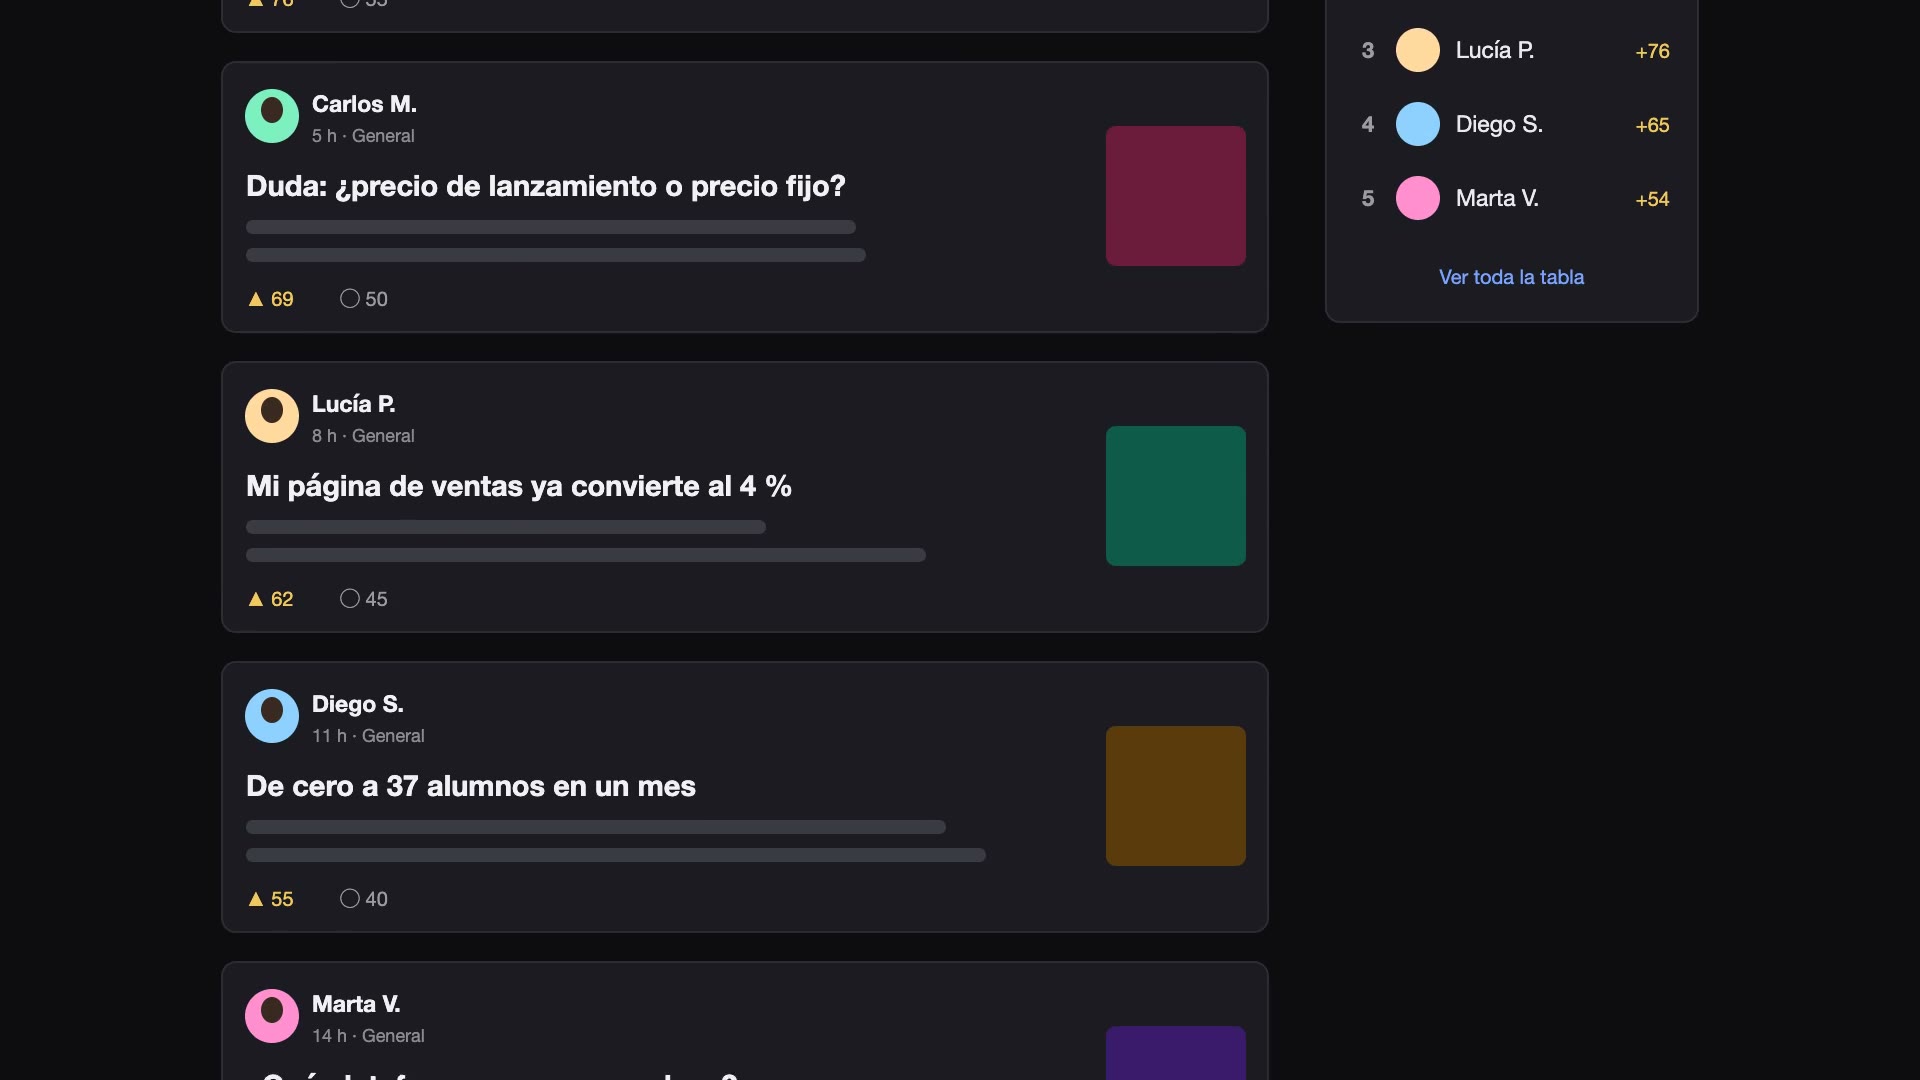 ▲ 76 55
Carlos M.
5 h · General
Duda: ¿precio de lanzamiento o precio fijo?
▲ 69 50
Lucía P.
8 h · General
Mi página de ventas ya convierte al 4 %
▲ 62 45
Diego S.
11 h · General
De cero a 37 alumnos en un mes
▲ 55 40
Marta V.
14 h · General
3 Lucía P. +76
4 Diego S. +65
5 Marta V. +54
Ver toda la tabla